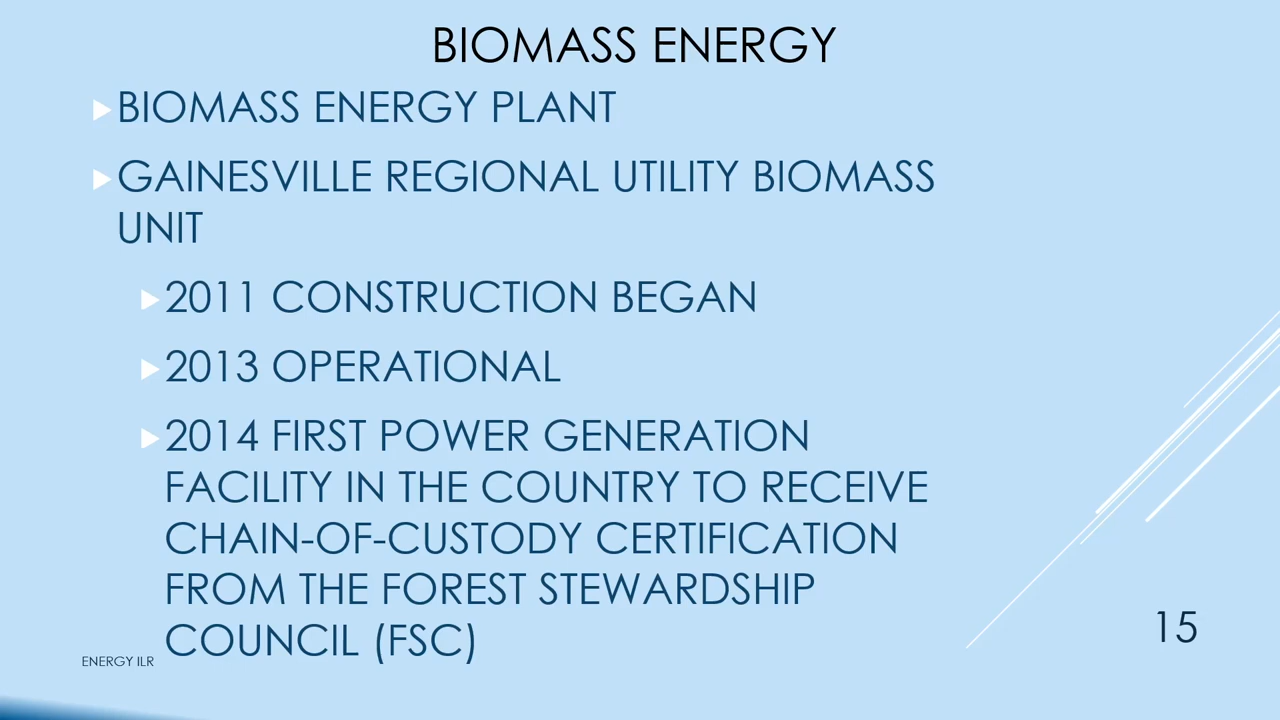 BIOMASS ENERGY
BIOMASS ENERGY PLANT
GAINESVILLE REGIONAL UTILITY BIOMASS
UNIT
2011 CONSTRUCTION BEGAN
2013 OPERATIONAL
2014 FIRST POWER GENERATION
FACILITY IN THE COUNTRY TO RECEIVE
CHAIN-OF-CUSTODY CERTIFICATION
FROM THE FOREST STEWARDSHIP
COUNCIL (FSC)
ENERGY ILR
15